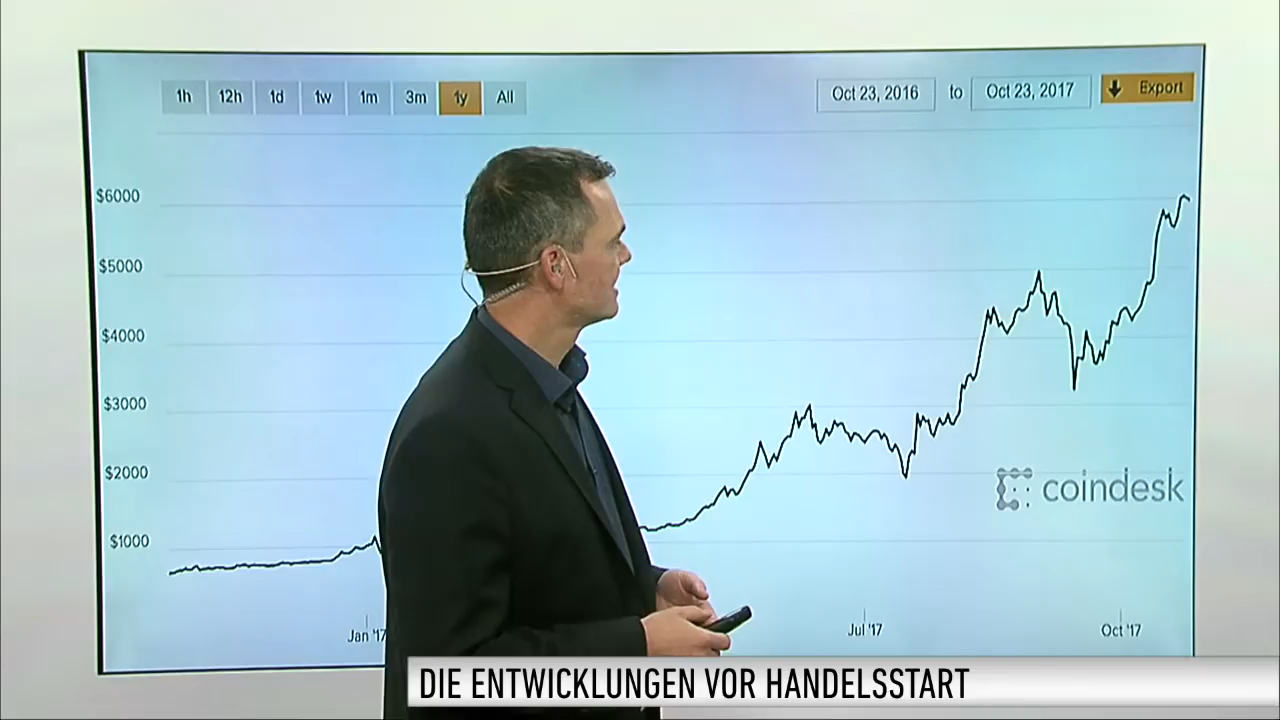 1h 12h 1d 1w 1m 3m 1y All Oct 23, 2016 to Oct 23, 2017 Export
$6000
$5000
$4000
$3000
$2000
coindesk
$1000
Jan '17 Jul '17 Oct '17
DIE ENTWICKLUNGEN VOR HANDELSSTART